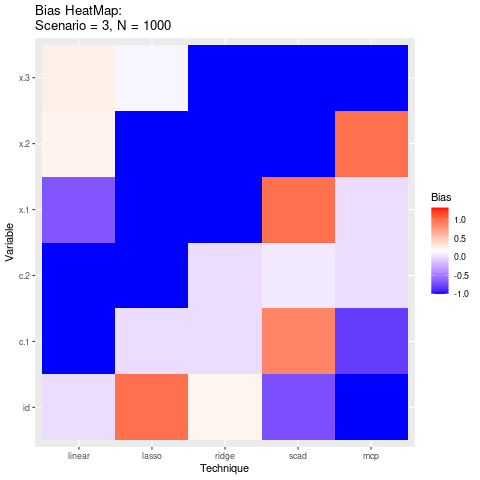 Bias HeatMap:
Scenario = 3, N = 1000
Variable
x.3
x.2
x.1
c.2
c.1
id
linear lasso ridge scad mcp
Technique
Bias
1.0
0.5
0.0
-0.5
-1.0